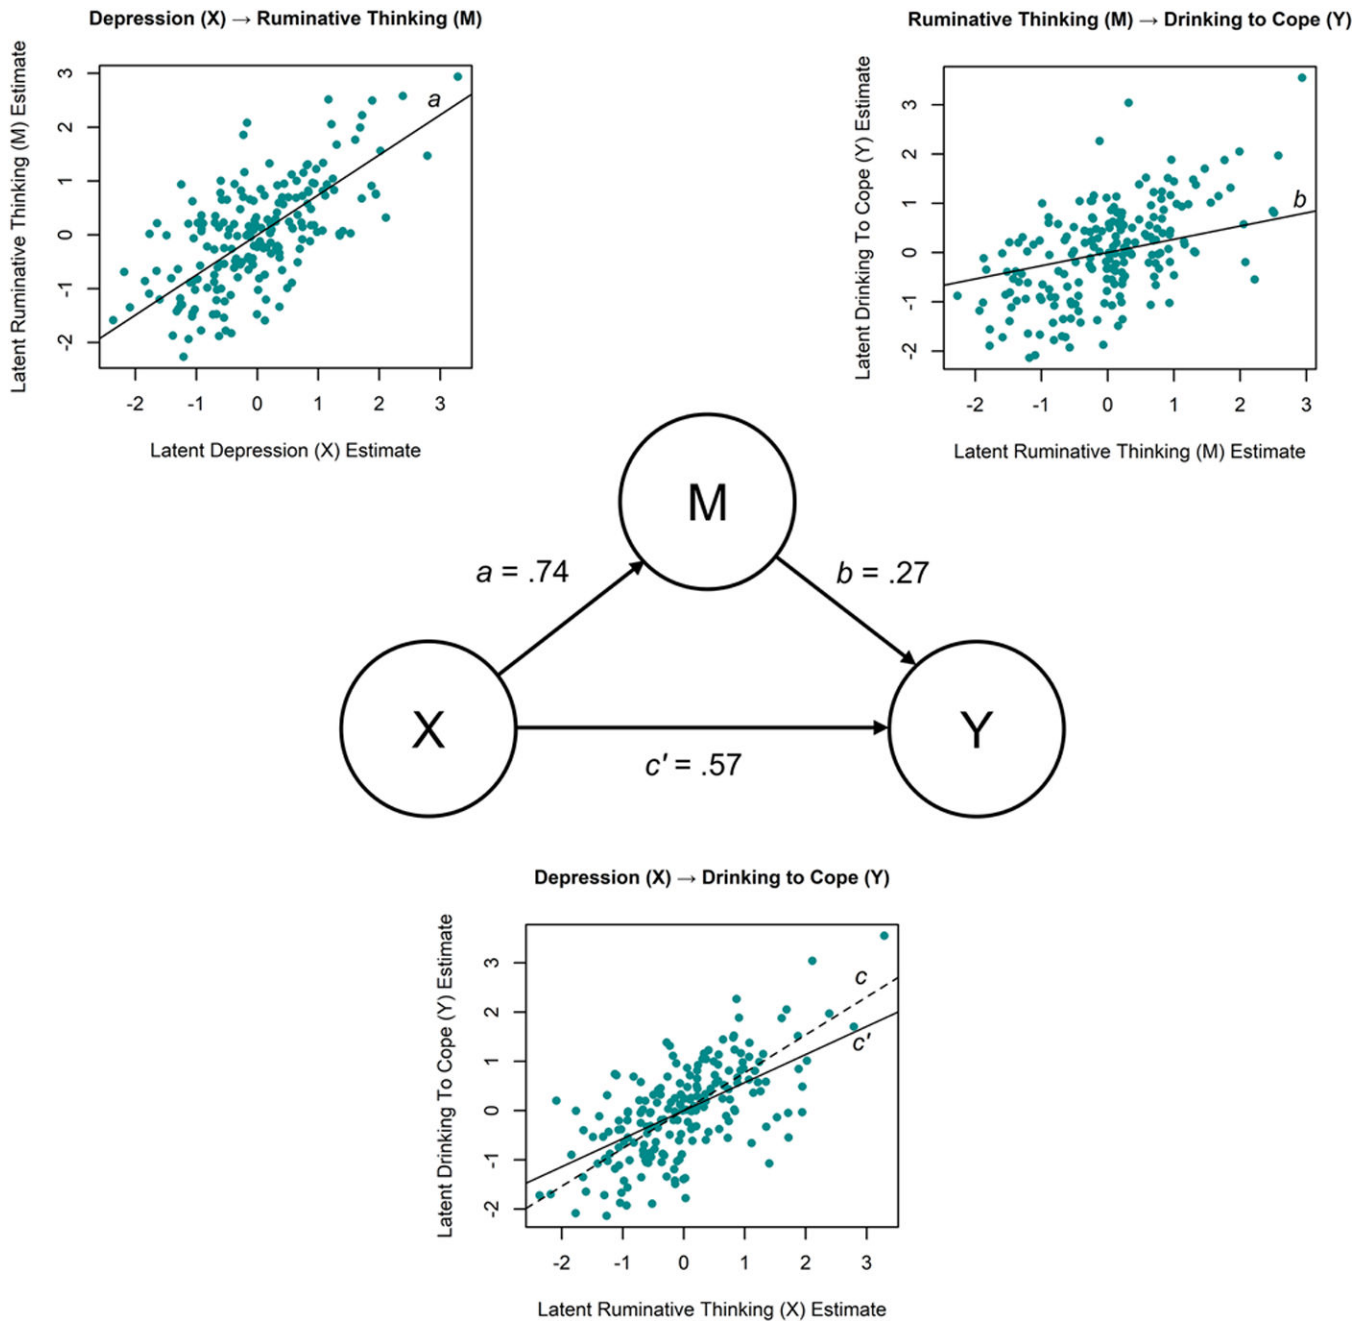 Depression (X) → Ruminative Thinking (M)
Latent Ruminative Thinking (M) Estimate
3
2
1
0
-1
-2
a
-2 -1 0 1 2 3
Latent Depression (X) Estimate
Ruminative Thinking (M) → Drinking to Cope (Y)
Latent Drinking To Cope (Y) Estimate
3
2
1
0
-1
-2
b
-2 -1 0 1 2 3
Latent Ruminative Thinking (M) Estimate
M
a = .74
b = .27
X
Y
c' = .57
Depression (X) → Drinking to Cope (Y)
Latent Drinking To Cope (Y) Estimate
3
2
1
0
-1
-2
c
c'
-2 -1 0 1 2 3
Latent Ruminative Thinking (X) Estimate